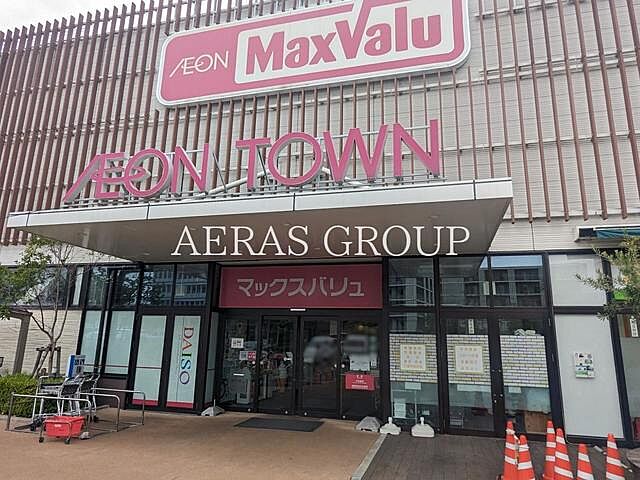 ÆON MaxValu
ÆON TOWN
AERAS GROUP
マックスバリュ
DAISO